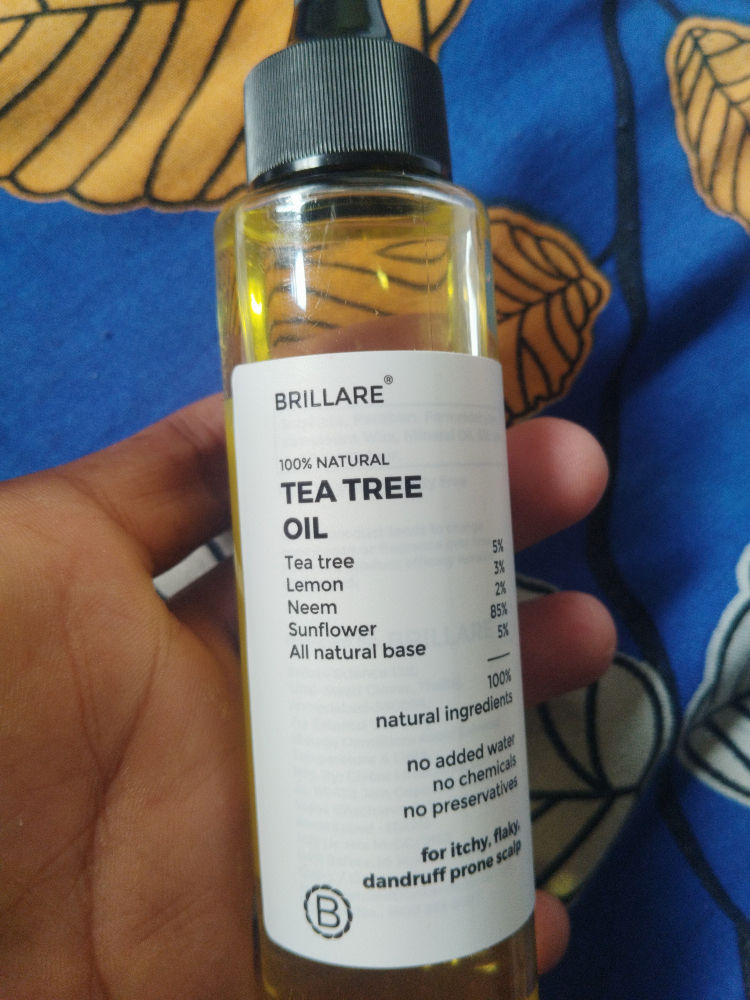 BRILLARE®
100% NATURAL
TEA TREE
OIL
Tea tree 5%
Lemon 3%
Neem 2%
Sunflower 85%
All natural base 5%
100%
natural ingredients
no added water
no chemicals
no preservatives
for itchy, flaky,
dandruff prone scalp
B